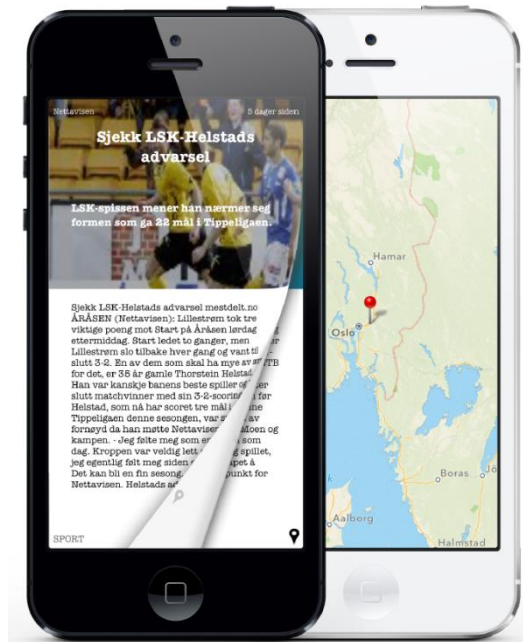 Nettavisen
5 dager siden
Sjekk LSK-Helstads
advarsel
LSK-spissen mener han nærmer seg
formen som ga 22 mål i Tippeligaen.
Sjekk LSK-Helstads advarsel mestdelt.no
ÅRÅSEN (Nettavisen): Lillestrøm tok tre
viktige poeng mot Start på Åråsen lørdag
ettermiddag. Start ledet to ganger, men
Lillestrøm slo tilbake hver gang og vant til
slutt 3-2. En av dem som skal ha mye av
for det, er 35 år gamle Thorstein Helstad.
Han var kanskje banens beste spiller og
slutt matchvinner med sin 3-2-scoring
Helstad, som nå har scoret tre mål i
Tippeligaen denne sesongen, var
fornøyd da han møtte Nettavisen
kampen. - Jeg følte meg som en
dag. Kroppen var veldig lett
jeg egentlig følt meg siden
Det kan bli en fin sesong.
Nettavisen. Helstads
SPORT
Hamar
Oslo
Boras
Aalborg
Halmstad